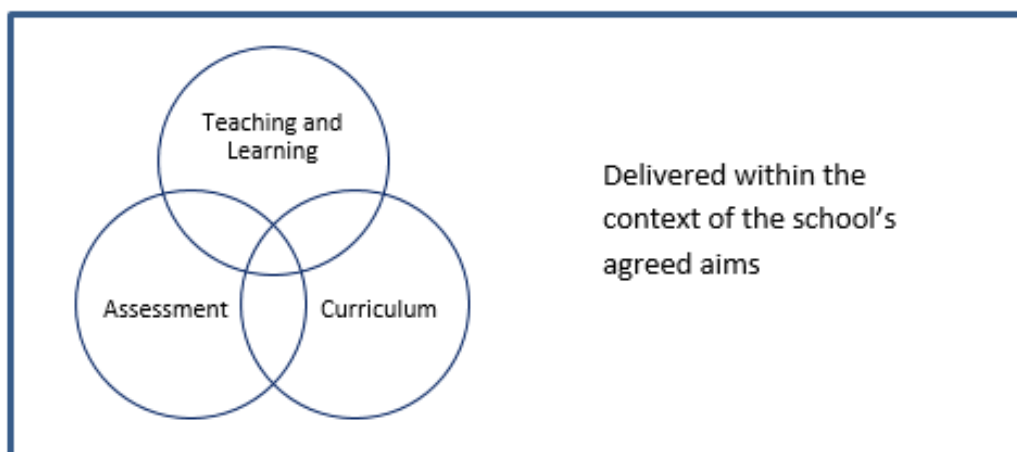 Teaching and
Learning
Assessment
Curriculum
Delivered within the
context of the school’s
agreed aims